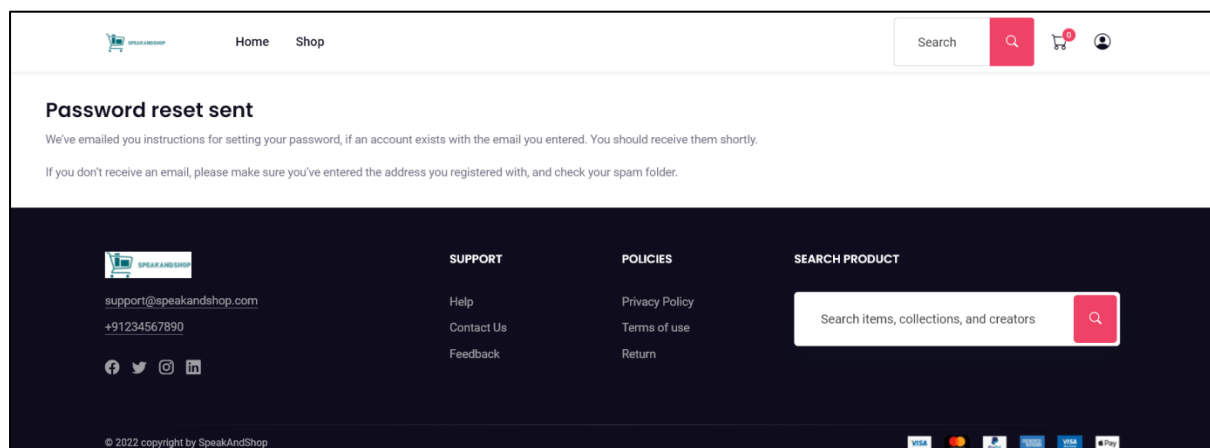 SPEAKANDSHOP
Home Shop
Search
0
Password reset sent
We've emailed you instructions for setting your password, if an account exists with the email you entered. You should receive them shortly.
If you don't receive an email, please make sure you've entered the address you registered with, and check your spam folder.
SPEAKANDSHOP
support@speakandshop.com
+91234567890
SUPPORT
Help
Contact Us
Feedback
POLICIES
Privacy Policy
Terms of use
Return
SEARCH PRODUCT
Search items, collections, and creators
© 2022 copyright by SpeakAndShop
VISA
VISA
Pay